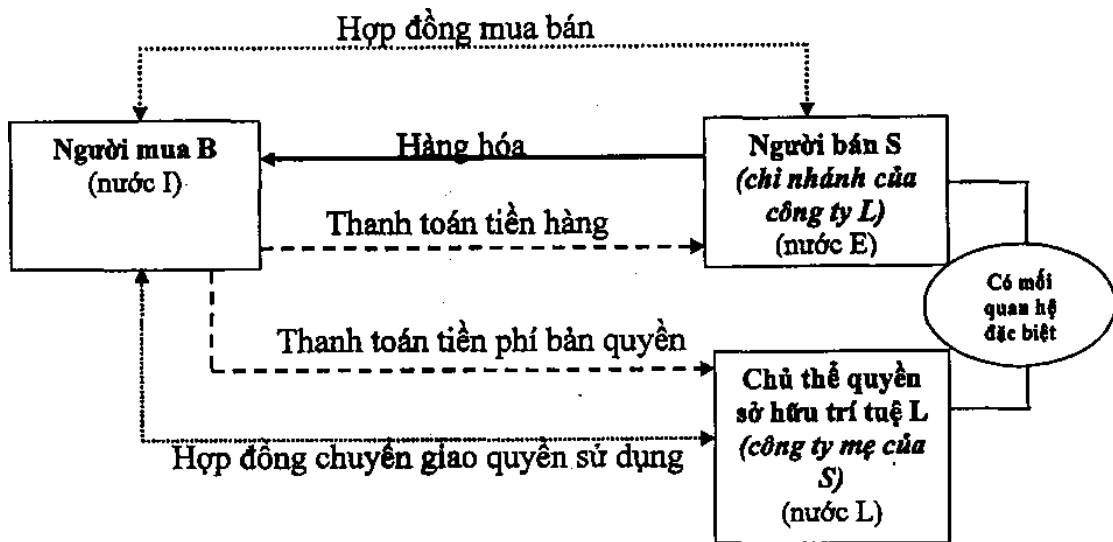 Hợp đồng mua bán
Người mua B
(nước I)
Hàng hóa
Người bán S
(chi nhánh của
công ty L)
(nước E)
Thanh toán tiền hàng
Có mối
quan hệ
đặc biệt
Thanh toán tiền phí bản quyền
Chủ thể quyền
sở hữu trí tuệ L
(công ty mẹ của
S)
(nước L)
Hợp đồng chuyển giao quyền sử dụng